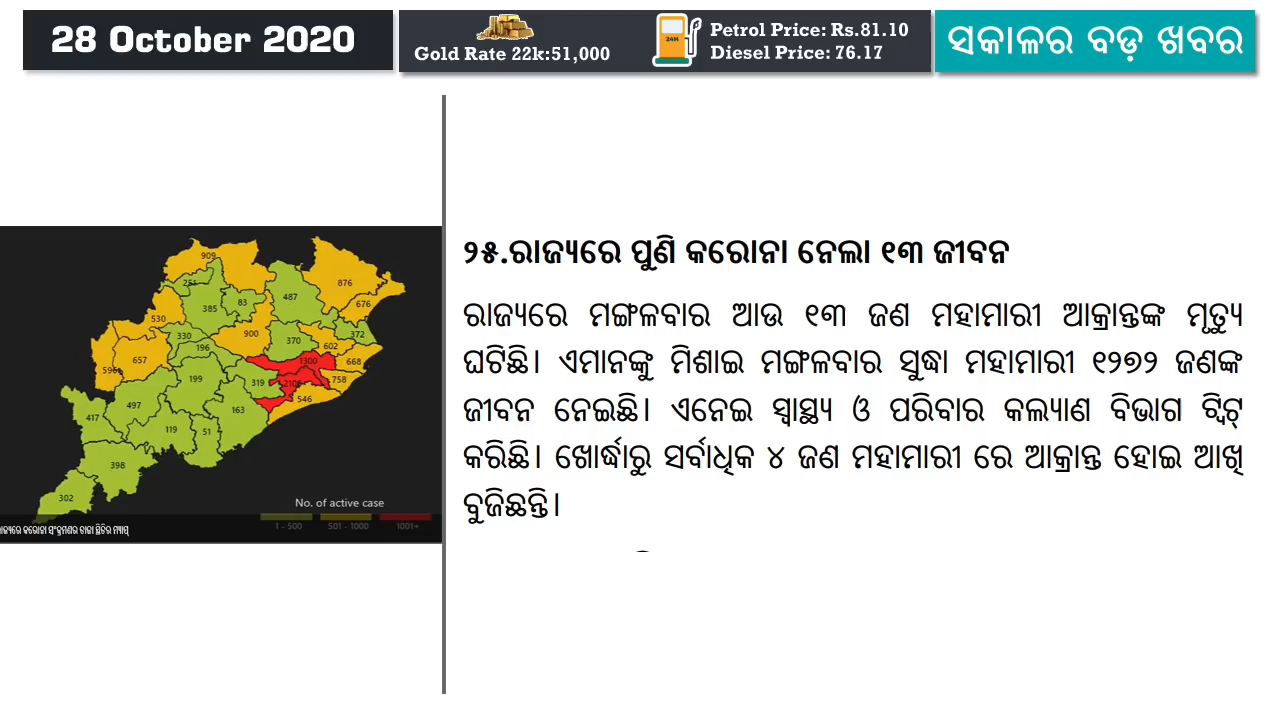 28 October 2020
Gold Rate 22k:51,000
24H
Petrol Price: Rs.81.10
Diesel Price: 76.17
ସକାଳର ବଡ଼ ଖବର
୨୫.ରାଜ୍ୟରେ ପୁଣି କରୋନା ନେଲା ୧୩ ଜୀବନ
ରାଜ୍ୟରେ ମଙ୍ଗଳବାର ଆଉ ୧୩ ଜଣ ମହାମାରୀ ଆକ୍ରାନ୍ତଙ୍କ ମୃତ୍ୟୁ
ଘଟିଛି। ଏମାନଙ୍କୁ ମିଶାଇ ମଙ୍ଗଳବାର ସୁଦ୍ଧା ମହାମାରୀ ୧୨୭୨ ଜଣଙ୍କ
ଜୀବନ ନେଇଛି। ଏନେଇ ସ୍ୱାସ୍ଥ୍ୟ ଓ ପରିବାର କଲ୍ୟାଣ ବିଭାଗ ଟ୍ୱିଟ୍
କରିଛି। ଖୋର୍ଦ୍ଧାରୁ ସର୍ବାଧିକ ୪ ଜଣ ମହାମାରୀ ରେ ଆକ୍ରାନ୍ତ ହୋଇ ଆଖି
ବୁଜିଛନ୍ତି।
909
251
385
83
487
876
676
530
330
900
370
602
372
657
596
196
1300
668
199
319
758
546
497
163
417
119
51
398
302
No. of active case
1 - 500
501 - 1000
1001+
ରାଜ୍ୟରେ କରୋନା ସଂକ୍ରମଣର ତାଜା ସ୍ଥିତିର ମ୍ୟାପ୍